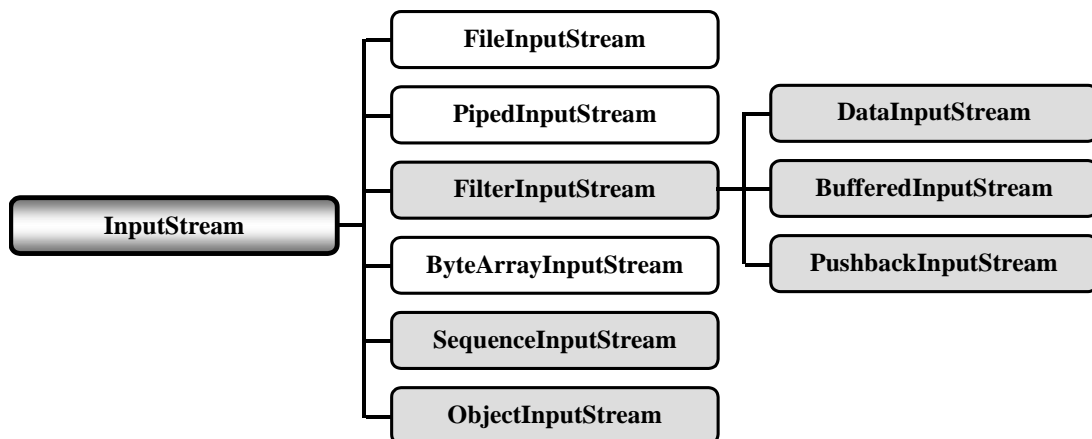 FileInputStream
PipedInputStream
DataInputStream
FilterInputStream
BufferedInputStream
InputStream
ByteArrayInputStream
PushbackInputStream
SequenceInputStream
ObjectInputStream